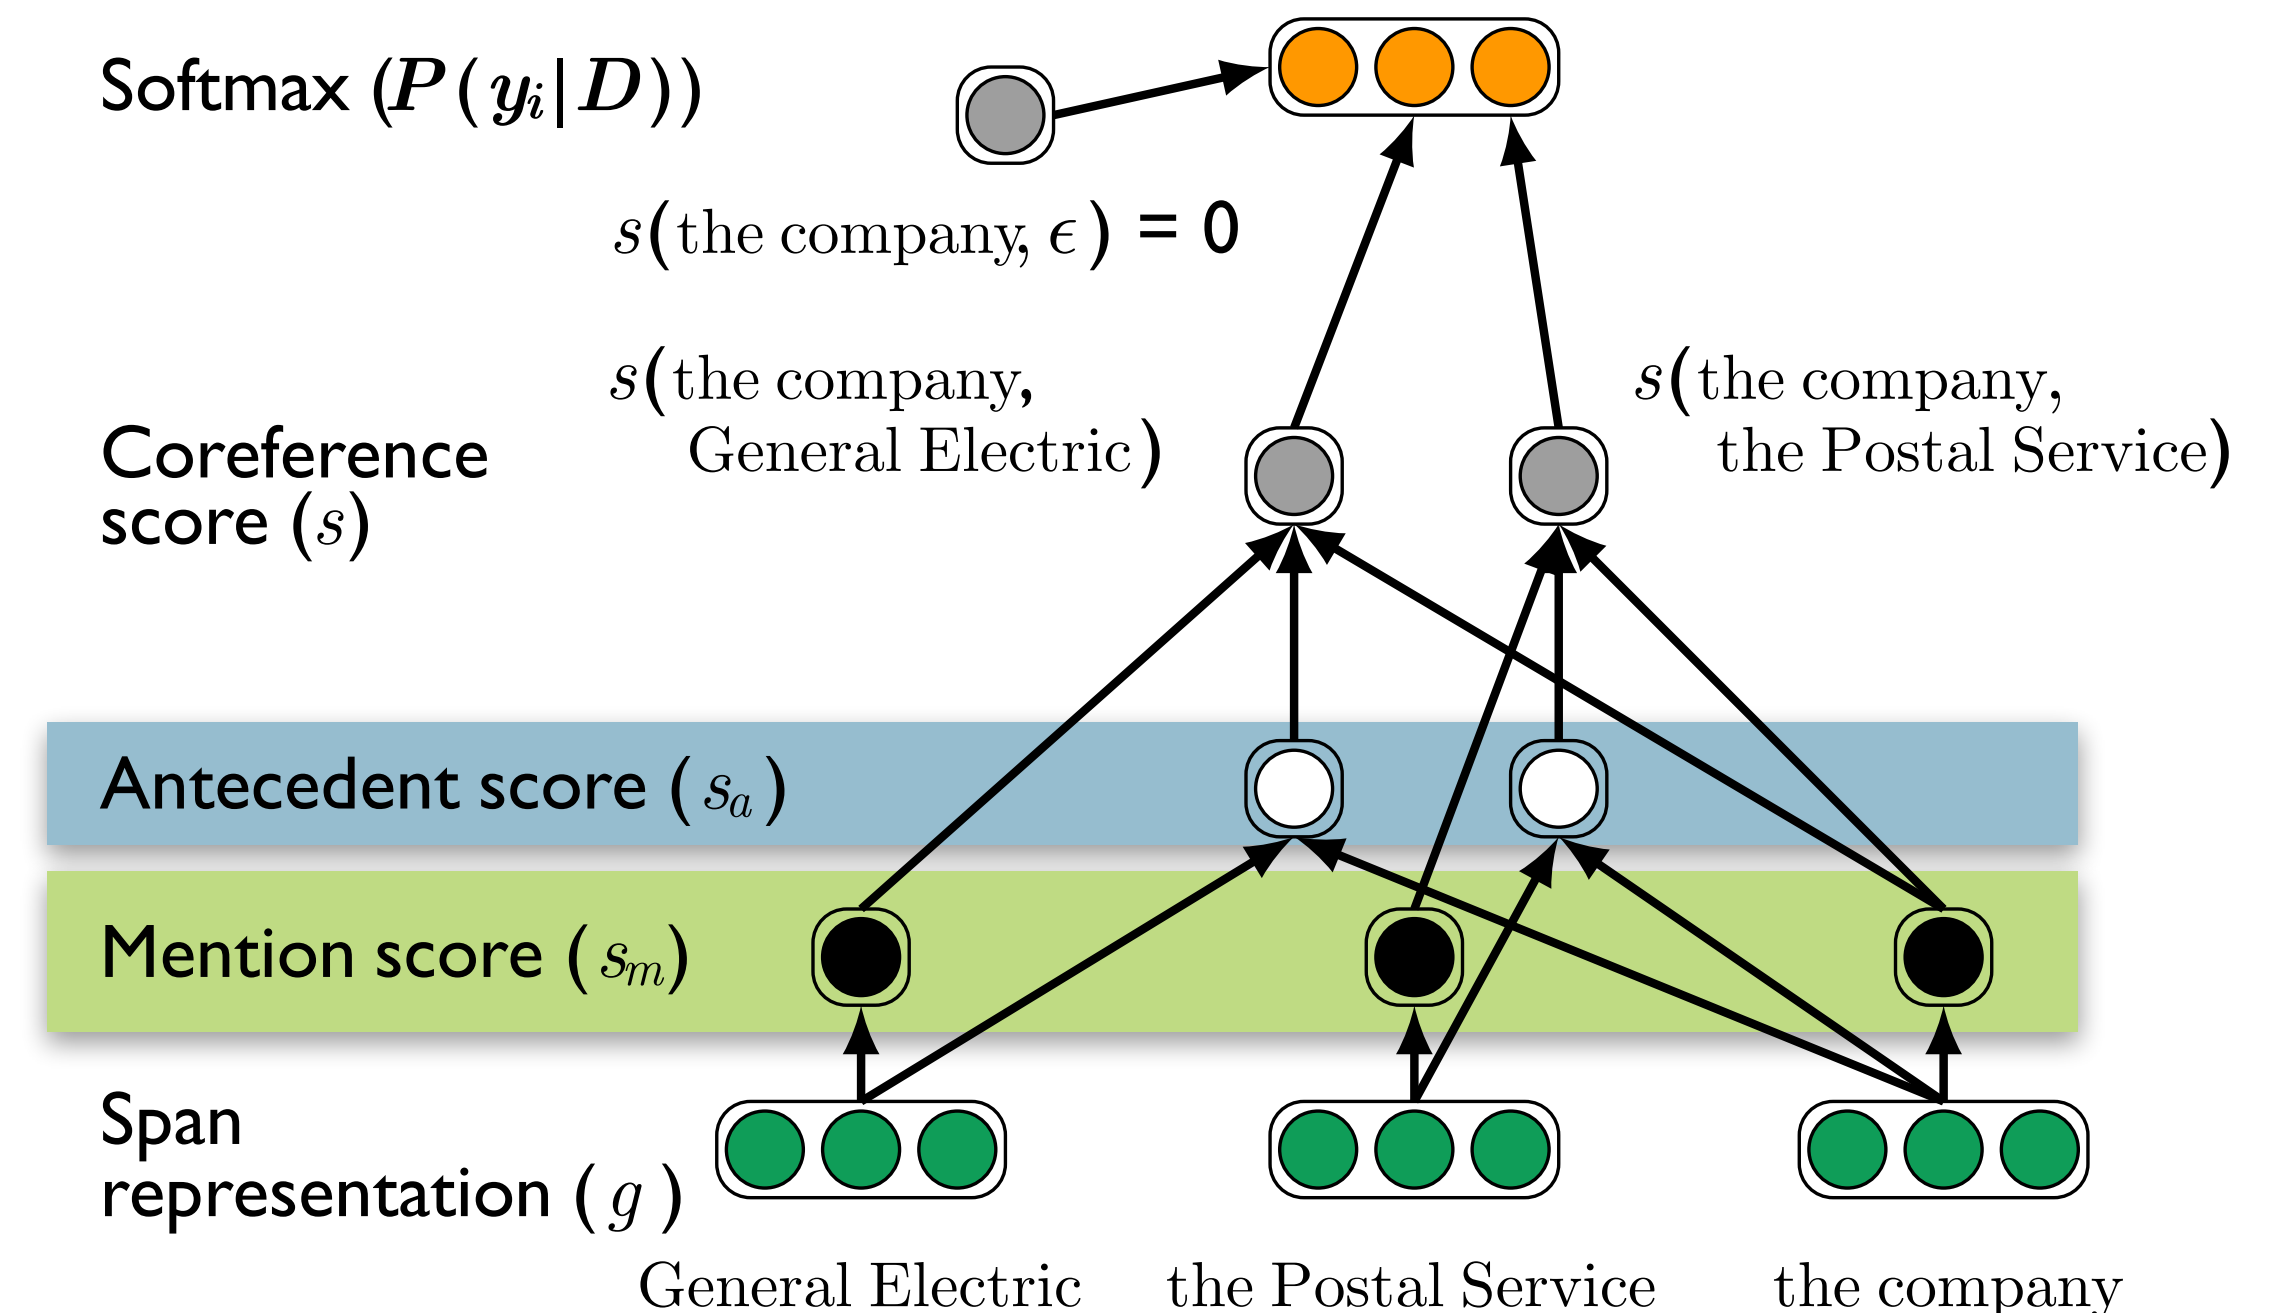 Softmax (P(yᵢ|D))
s(the company, ϵ) = 0
s(the company,
General Electric)
s(the company,
the Postal Service)
Coreference
score (s)
Antecedent score (sₐ)
Mention score (sₘ)
Span
representation (g)
General Electric
the Postal Service
the company